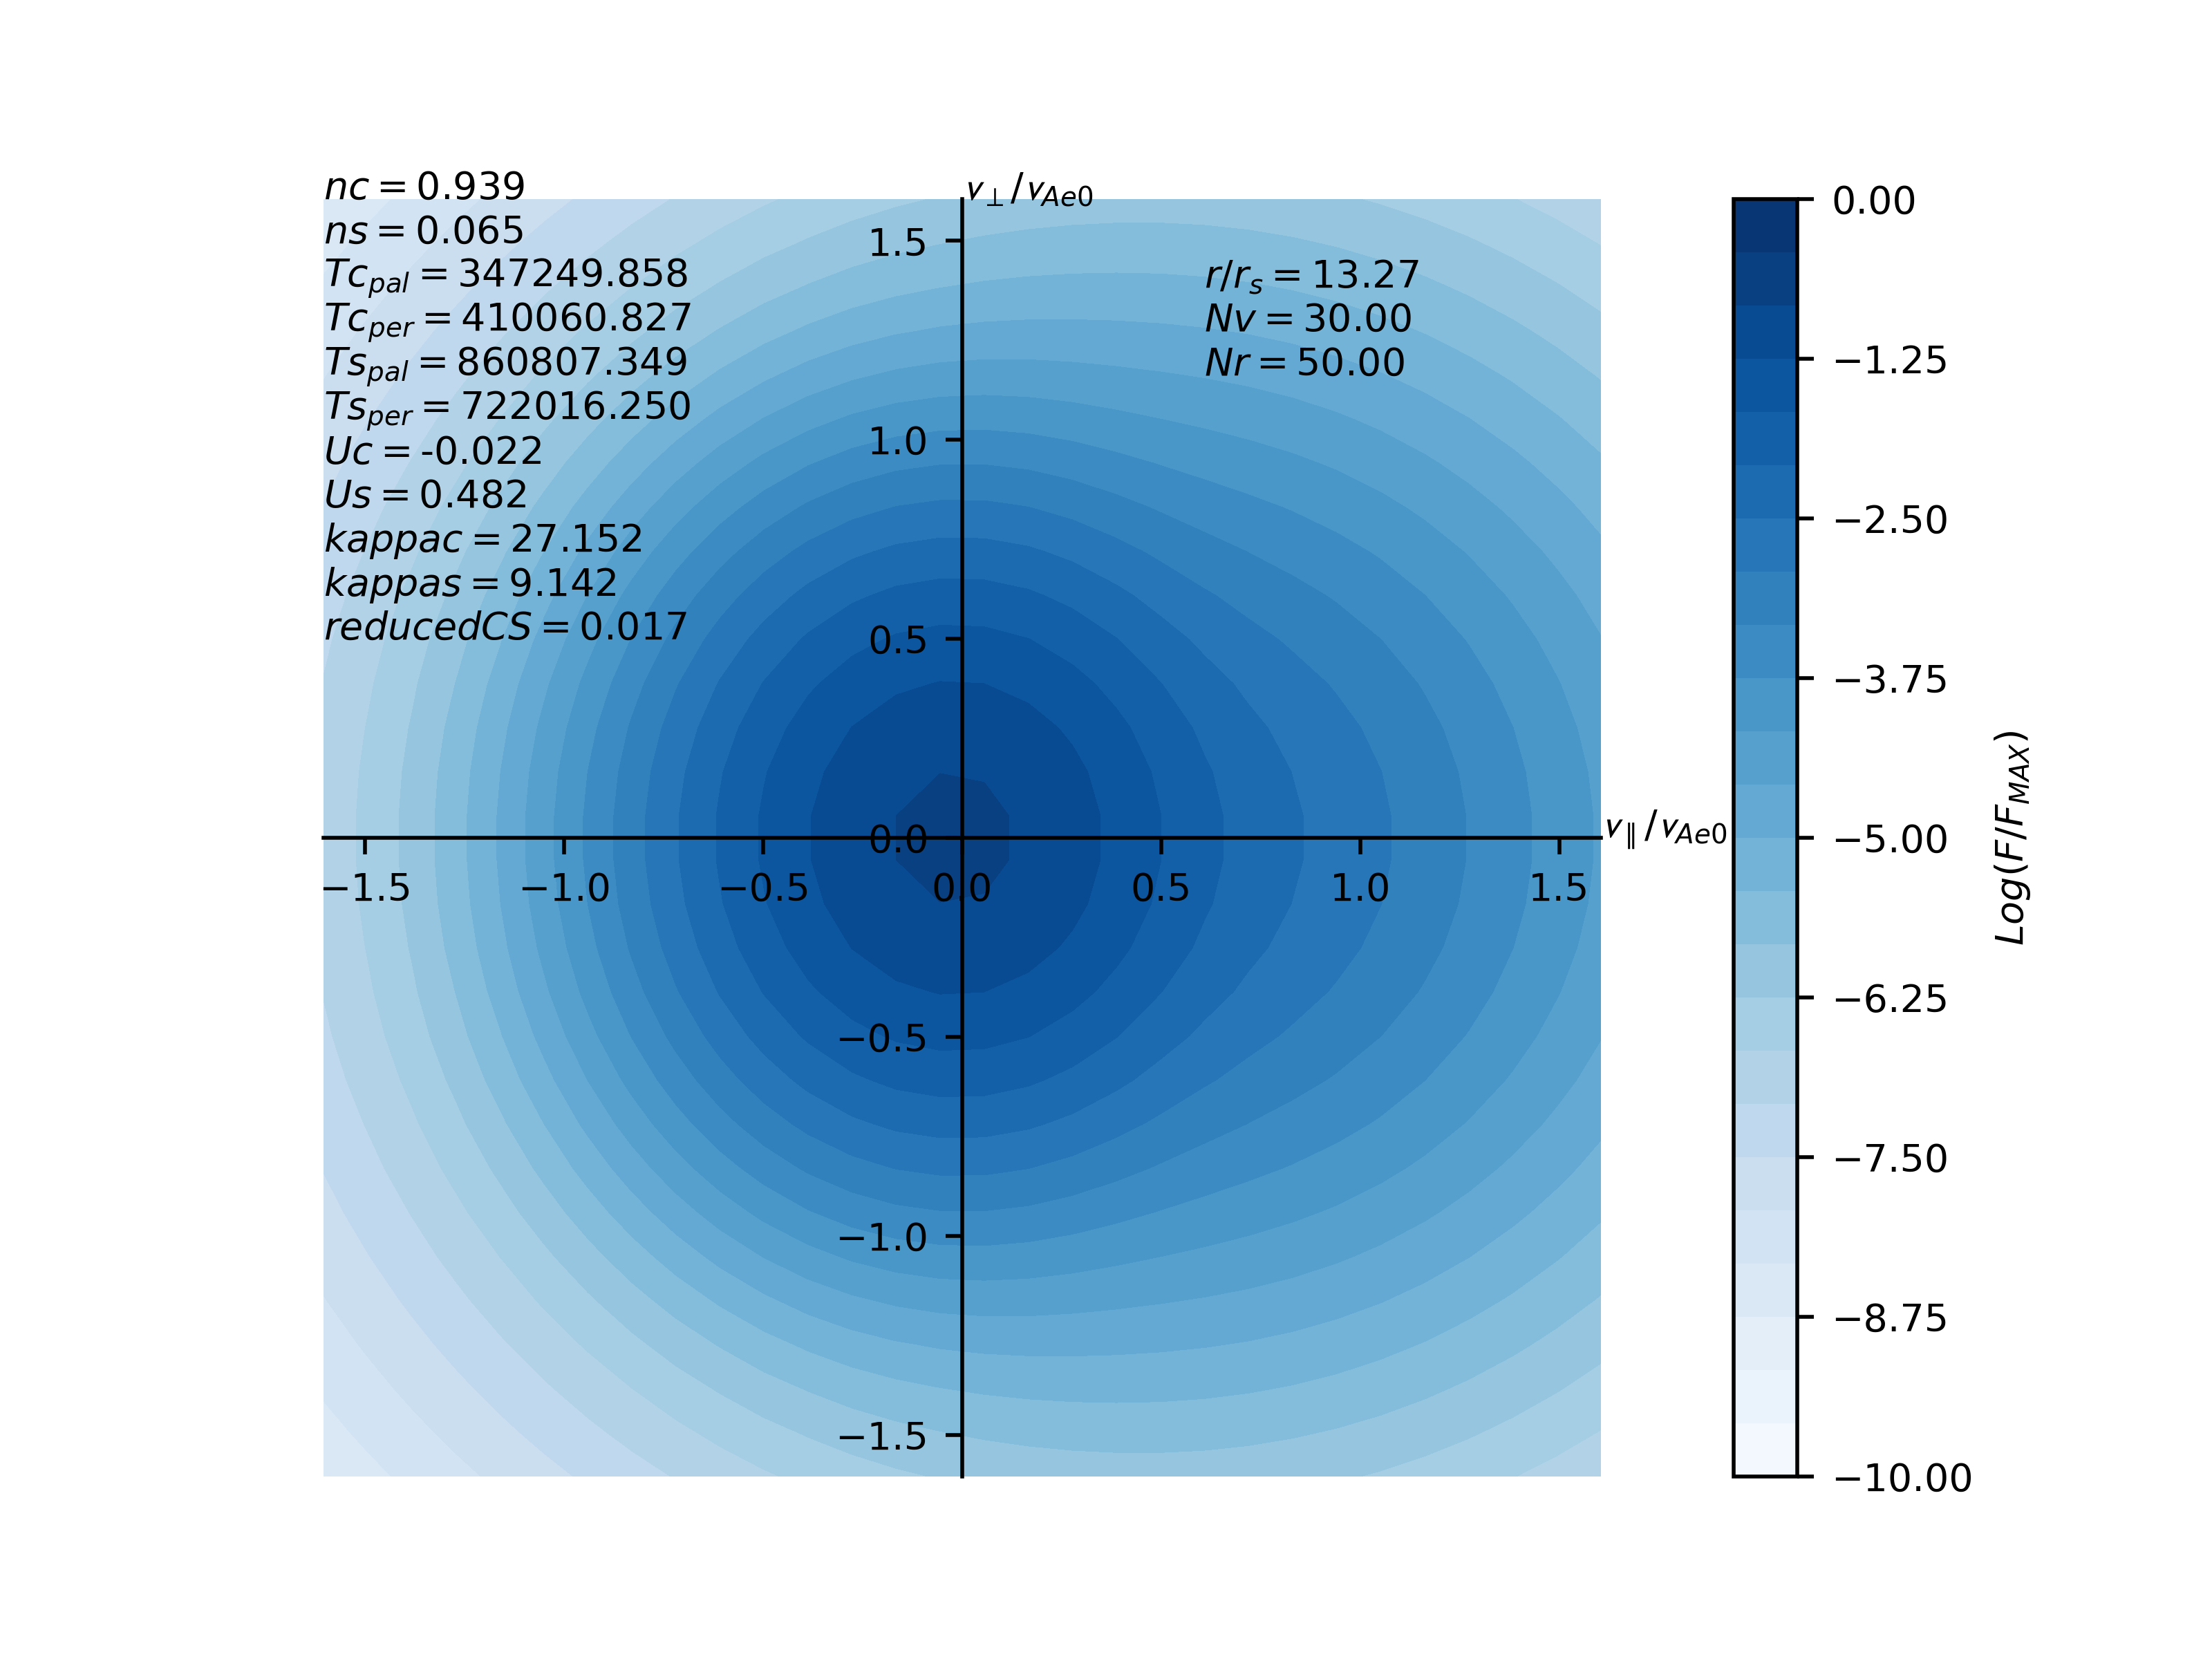 nc = 0.939
ns = 0.065
Tc_pal = 347249.858
Tc_per = 410060.827
Ts_pal = 860807.349
Ts_per = 722016.250
Uc = -0.022
Us = 0.482
kappac = 27.152
kappas = 9.142
reducedCS = 0.017
v⊥/v_Ae0
r/r_s = 13.27
Nv = 30.00
Nr = 50.00
1.5
1.0
0.5
0.0
−0.5
−1.0
−1.5
−1.5 −1.0 −0.5 0.0 0.5 1.0 1.5
v∥/v_Ae0
0.00
−1.25
−2.50
−3.75
−5.00
−6.25
−7.50
−8.75
−10.00
Log(F/F_MAX)